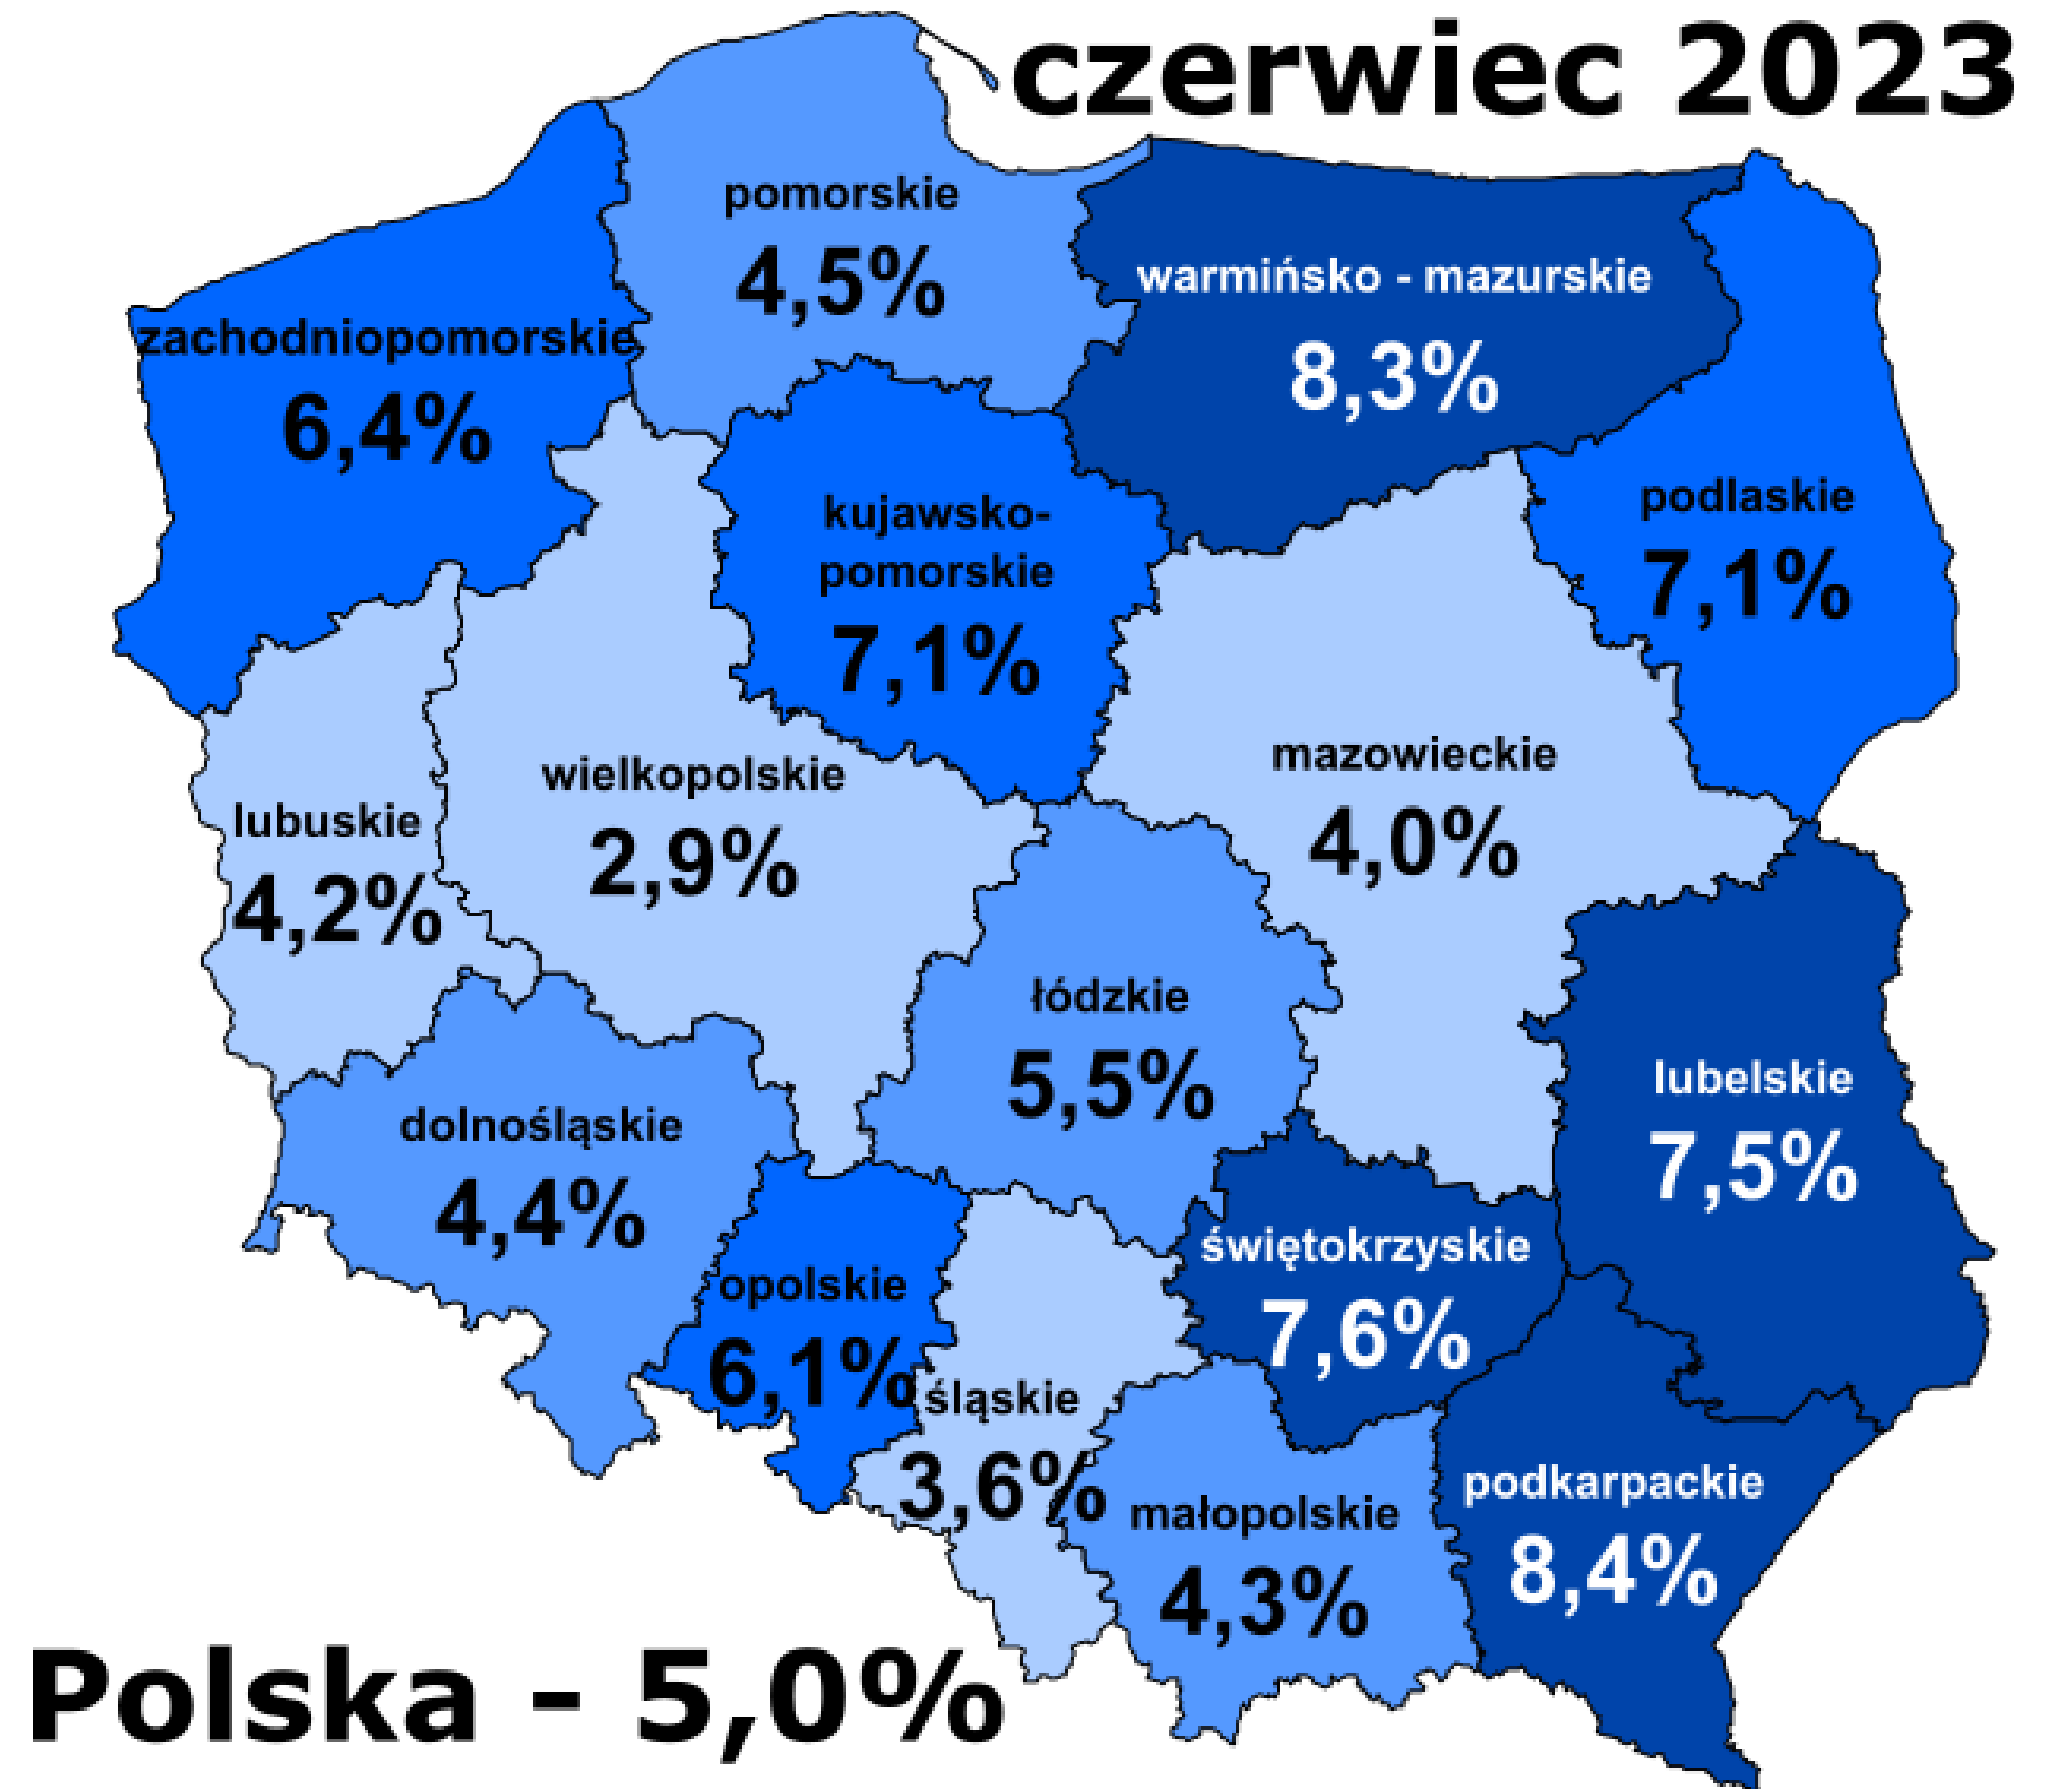 czerwiec 2023
pomorskie
4,5%
warmińsko - mazurskie
8,3%
zachodniopomorskie
6,4%
podlaskie
7,1%
kujawsko-
pomorskie
7,1%
mazowieckie
4,0%
wielkopolskie
2,9%
lubuskie
4,2%
łódzkie
5,5%
lubelskie
7,5%
dolnośląskie
4,4%
świętokrzyskie
7,6%
opolskie
6,1%
śląskie
3,6%
małopolskie
4,3%
podkarpackie
8,4%
Polska - 5,0%